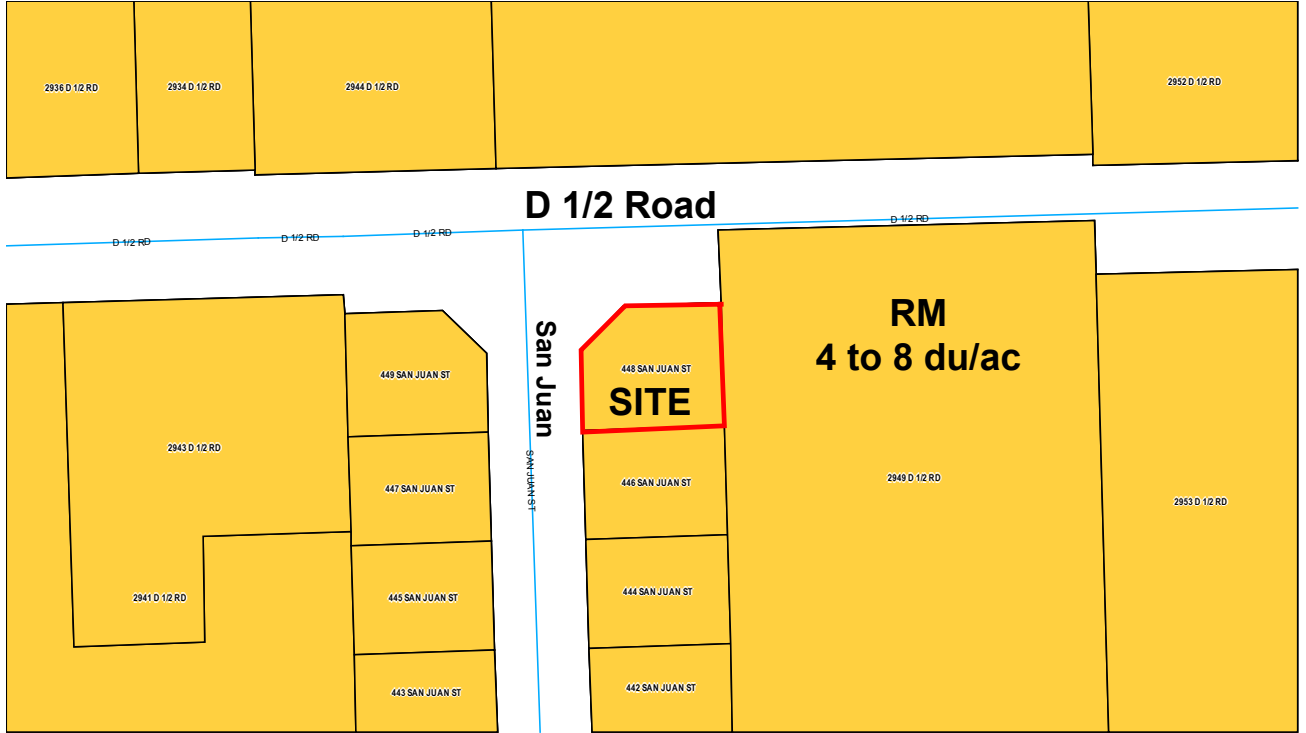 2936 D 1/2 RD
2934 D 1/2 RD
2944 D 1/2 RD
2952 D 1/2 RD
D 1/2 Road
D 1/2 RD
D 1/2 RD
D 1/2 RD
D 1/2 RD
San Juan
SAN JUAN ST
RM
4 to 8 du/ac
449 SAN JUAN ST
448 SAN JUAN ST
SITE
2943 D 1/2 RD
447 SAN JUAN ST
446 SAN JUAN ST
2949 D 1/2 RD
2953 D 1/2 RD
2941 D 1/2 RD
445 SAN JUAN ST
444 SAN JUAN ST
443 SAN JUAN ST
442 SAN JUAN ST